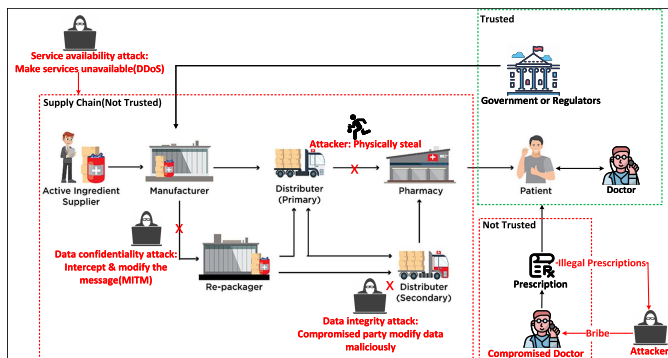 Service availability attack:
Make services unavailable(DDoS)
Trusted
Government or Regulators
Supply Chain(Not Trusted)
Attacker: Physically steal
X
Active Ingredient
Supplier
Manufacturer
Distributer
(Primary)
Pharmacy
Patient
Doctor
X
Data confidentiality attack:
Intercept & modify the
message(MITM)
Re-packager
X
Distributer
(Secondary)
Data integrity attack:
Compromised party modify data
maliciously
Not Trusted
Rx
Prescription
Illegal Prescriptions
Bribe
Compromised Doctor
Attacker